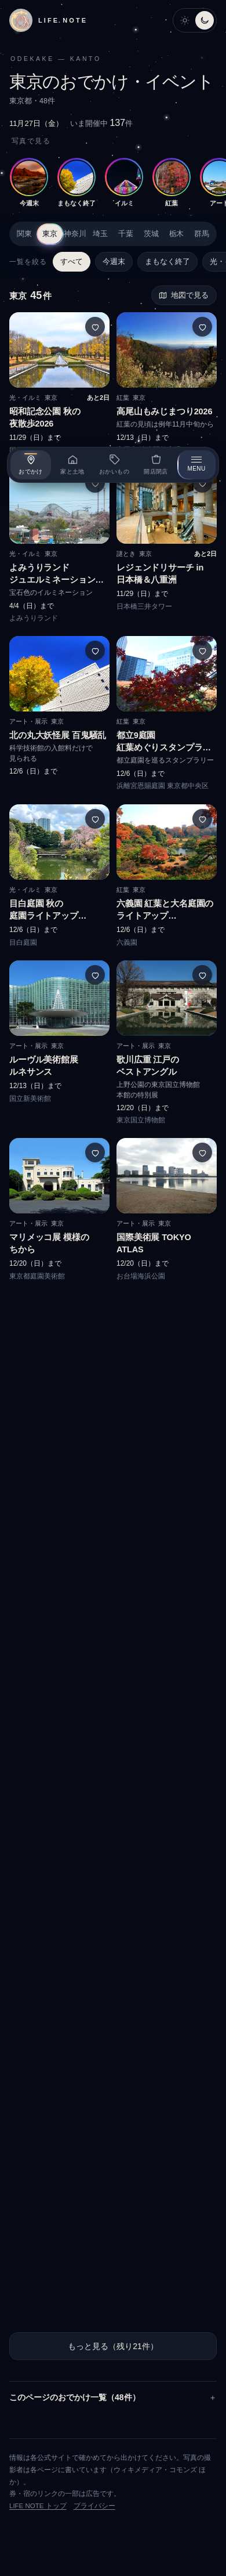 LIFE.NOTE
ODEKAKE — KANTO
東京のおでかけ・イベント
東京都・48件
11月27日（金） いま開催中 137件
写真で見る
今週末 まもなく終了 イルミ 紅葉 アート
関東 東京 神奈川 埼玉 千葉 茨城 栃木 群馬
一覧を絞る すべて 今週末 まもなく終了 光・
東京 45件 地図で見る
光・イルミ 東京 あと2日
昭和記念公園 秋の
夜散歩2026
11/29（日）まで
紅葉 東京
高尾山もみじまつり2026
紅葉の見頃は例年11月中旬から
12/13（日）まで
おでかけ 家と土地 おかいもの 開店閉店 MENU
光・イルミ 東京
よみうりランド
ジュエルミネーション…
宝石色のイルミネーション
4/4（日）まで
よみうりランド
謎とき 東京 あと2日
レジェンドリサーチ in
日本橋＆八重洲
11/29（日）まで
日本橋三井タワー
アート・展示 東京
北の丸大妖怪展 百鬼騒乱
科学技術館の入館料だけで
見られる
12/6（日）まで
紅葉 東京
都立9庭園
紅葉めぐりスタンプラ…
都立庭園を巡るスタンプラリー
12/6（日）まで
浜離宮恩賜庭園 東京都中央区
光・イルミ 東京
目白庭園 秋の
庭園ライトアップ…
12/6（日）まで
目白庭園
紅葉 東京
六義園 紅葉と大名庭園の
ライトアップ…
12/6（日）まで
六義園
アート・展示 東京
ルーヴル美術館展
ルネサンス
12/13（日）まで
国立新美術館
アート・展示 東京
歌川広重 江戸の
ベストアングル
上野公園の東京国立博物館
本館の特別展
12/20（日）まで
東京国立博物館
アート・展示 東京
マリメッコ展 模様の
ちから
12/20（日）まで
東京都庭園美術館
アート・展示 東京
国際美術展 TOKYO
ATLAS
12/20（日）まで
お台場海浜公園
もっと見る（残り21件）
このページのおでかけ一覧（48件） +
情報は各公式サイトで確かめてから出かけてください。写真の撮
影者は各ページに書いています（ウィキメディア・コモンズ ほ
か）。
券・宿のリンクの一部は広告です。
LIFE NOTE トップ プライバシー